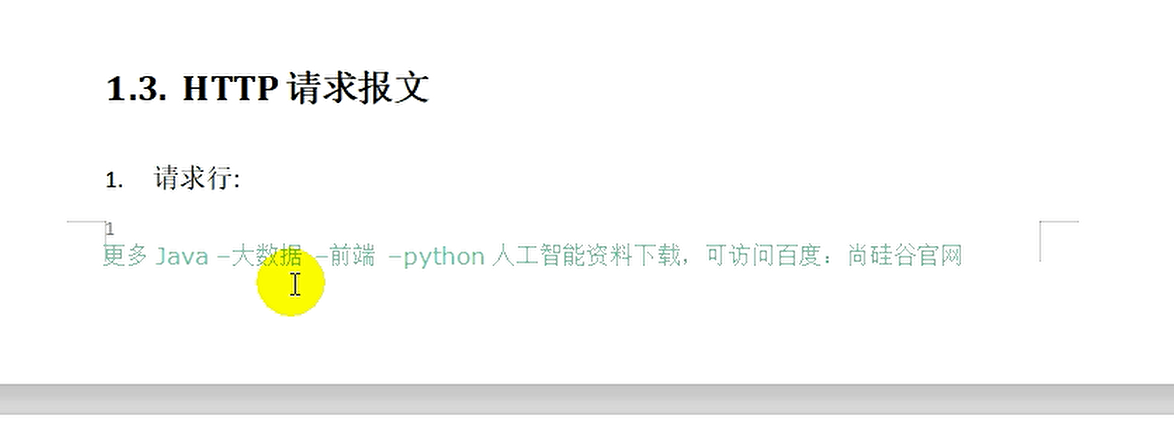 1.3. HTTP 请求报文
1. 请求行:
1
更多 Java –大数据 –前端 –python 人工智能资料下载，可访问百度：尚硅谷官网